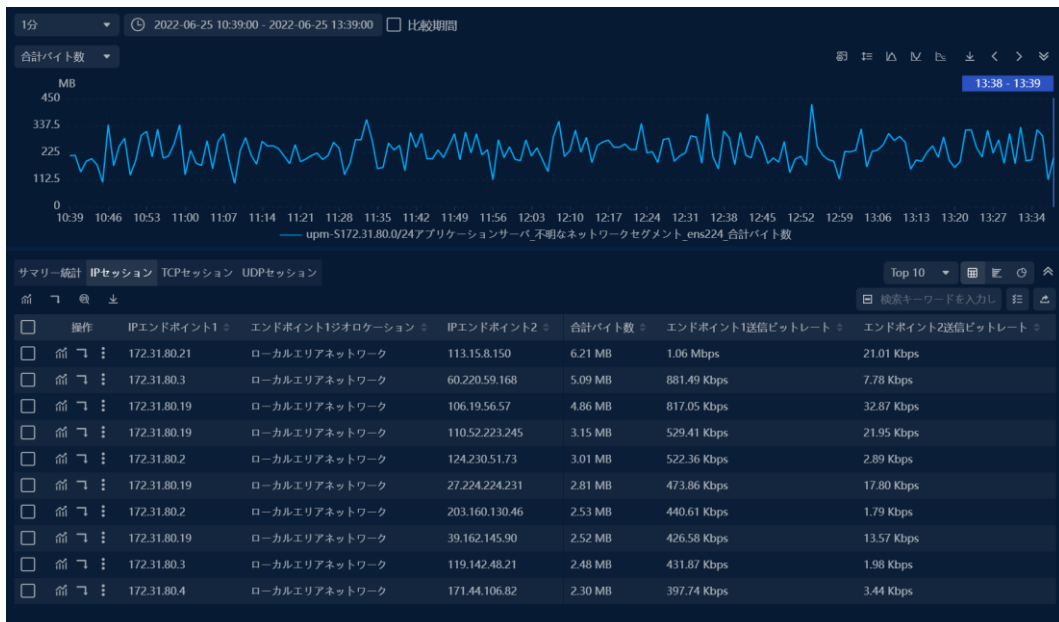 1分 2022-06-25 10:39:00 - 2022-06-25 13:39:00 比較期間
合計バイト数
MB 13:38 - 13:39
450
337.5
225
112.5
0
10:39 10:46 10:53 11:00 11:07 11:14 11:21 11:28 11:35 11:42 11:49 11:56 12:03 12:10 12:17 12:24 12:31 12:38 12:45 12:52 12:59 13:06 13:13 13:20 13:27 13:34
upm-S172.31.80.0/24アプリケーションサーバ_不明なネットワークセグメント_ens224_合計バイト数
サマリー統計 IPセッション TCPセッション UDPセッション Top 10
検索キーワードを入力し
操作 IPエンドポイント1 エンドポイント1ジオロケーション IPエンドポイント2 合計バイト数 エンドポイント1送信ビットレート エンドポイント2送信ビットレート
172.31.80.21 ローカルエリアネットワーク 113.15.8.150 6.21 MB 1.06 Mbps 21.01 Kbps
172.31.80.3 ローカルエリアネットワーク 60.220.59.168 5.09 MB 881.49 Kbps 7.78 Kbps
172.31.80.19 ローカルエリアネットワーク 106.19.56.57 4.86 MB 817.05 Kbps 32.87 Kbps
172.31.80.19 ローカルエリアネットワーク 110.52.223.245 3.15 MB 529.41 Kbps 21.95 Kbps
172.31.80.2 ローカルエリアネットワーク 124.230.51.73 3.01 MB 522.36 Kbps 2.89 Kbps
172.31.80.19 ローカルエリアネットワーク 27.224.224.231 2.81 MB 473.86 Kbps 17.80 Kbps
172.31.80.2 ローカルエリアネットワーク 203.160.130.46 2.53 MB 440.61 Kbps 1.79 Kbps
172.31.80.19 ローカルエリアネットワーク 39.162.145.90 2.52 MB 426.58 Kbps 13.57 Kbps
172.31.80.3 ローカルエリアネットワーク 119.142.48.21 2.48 MB 431.87 Kbps 1.98 Kbps
172.31.80.4 ローカルエリアネットワーク 171.44.106.82 2.30 MB 397.74 Kbps 3.44 Kbps